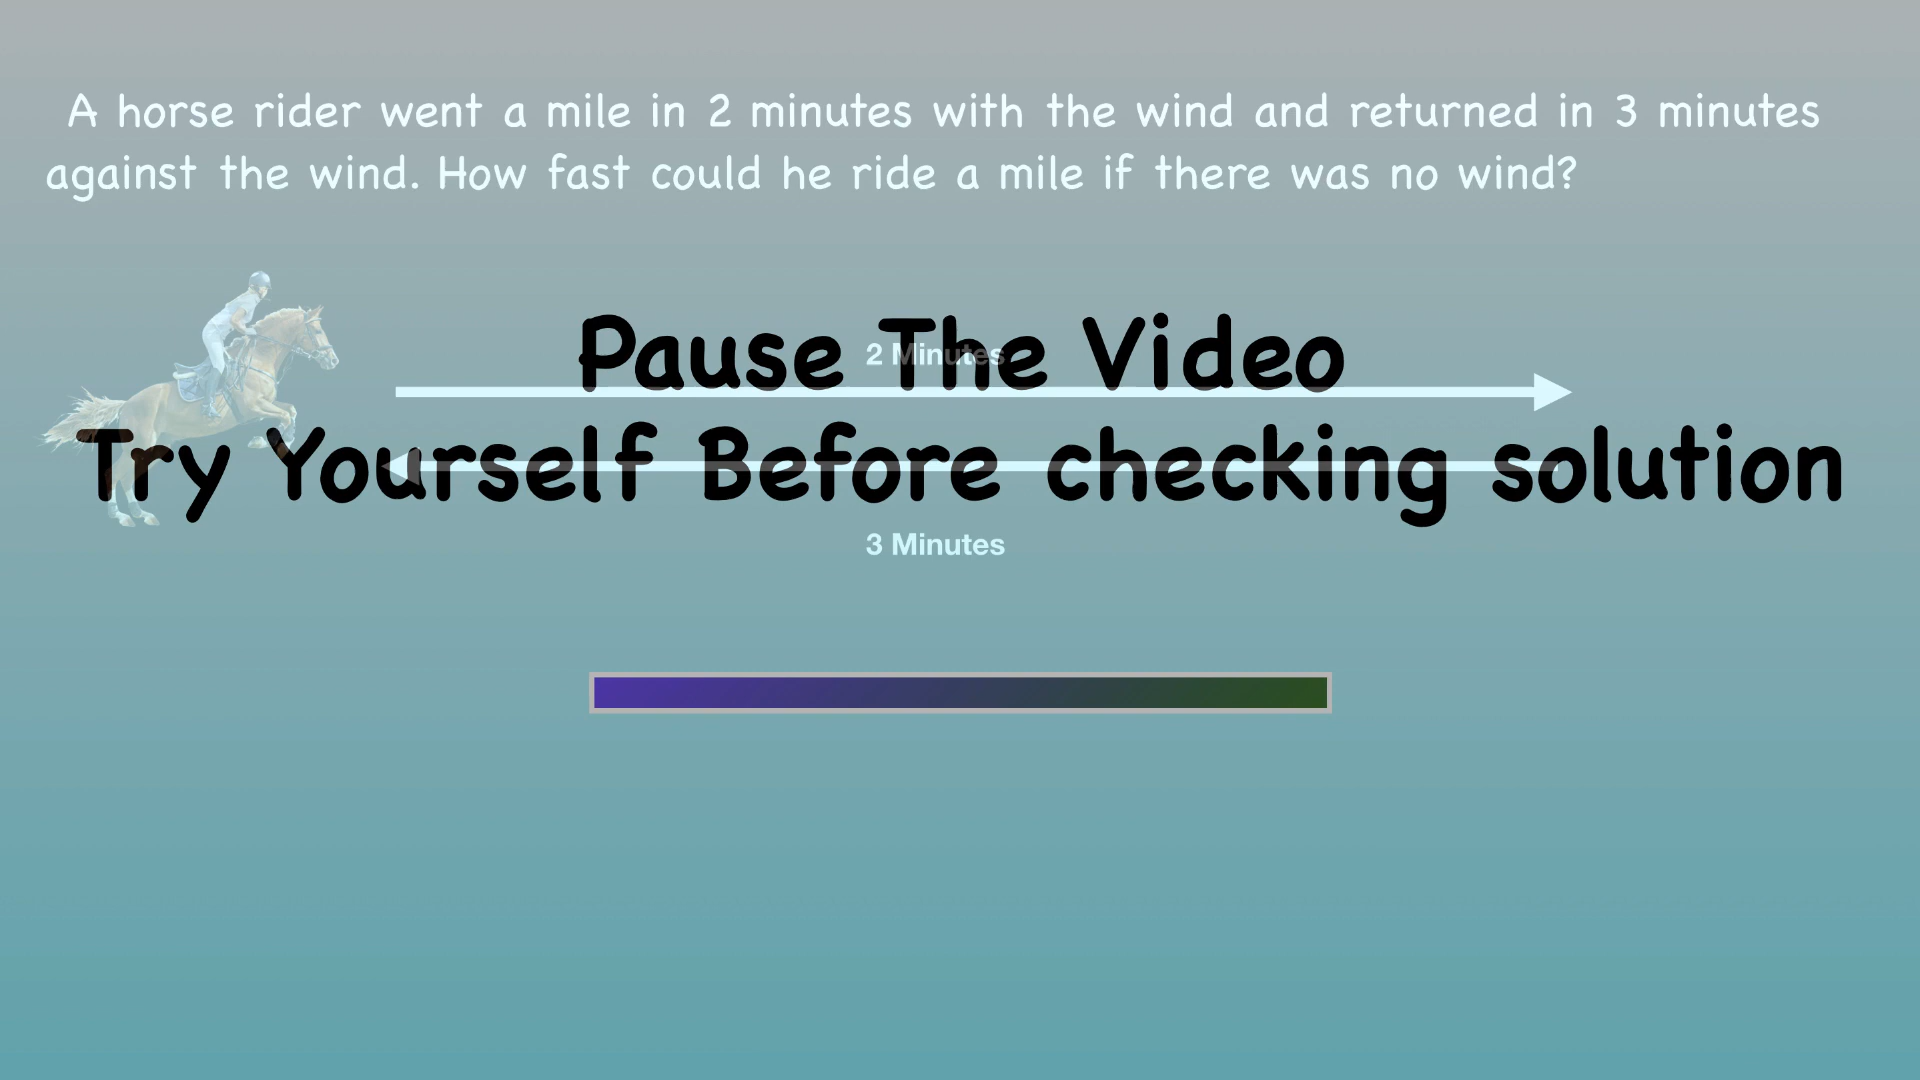 A horse rider went a mile in 2 minutes with the wind and returned in 3 minutes
against the wind. How fast could he ride a mile if there was no wind?
Pause The Video
2 Minutes
Try Yourself Before checking solution
3 Minutes